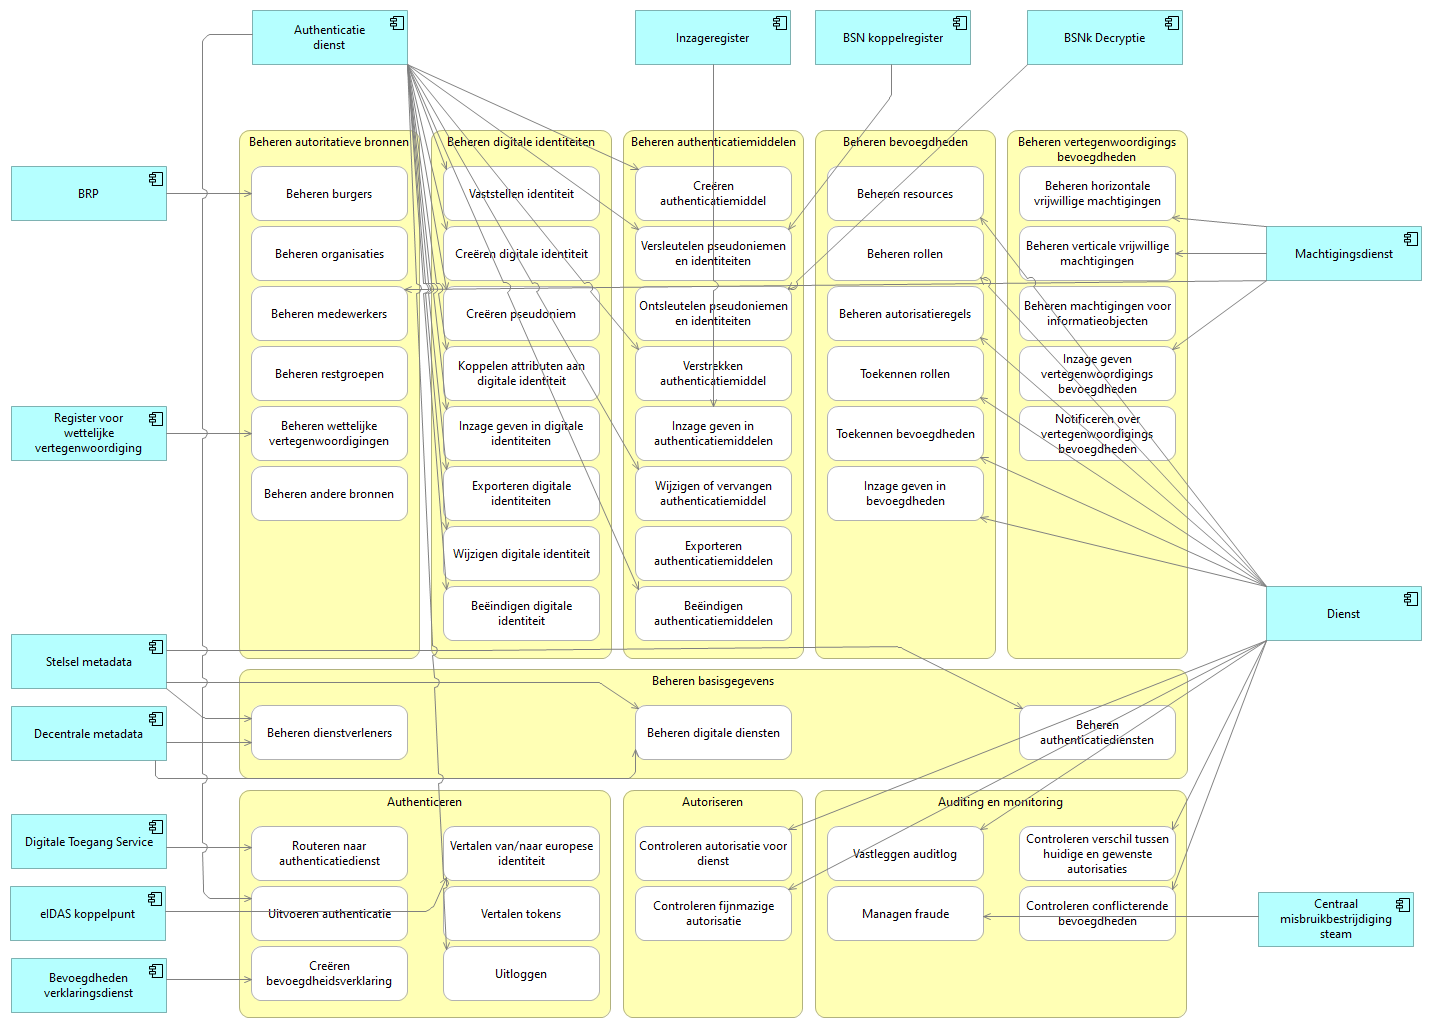 Authenticatie
dienst
Inzageregister
BSN koppelregister
BSNk Decryptie
Beheren autoritatieve bronnen
Beheren burgers
Beheren organisaties
Beheren medewerkers
Beheren restgroepen
Beheren wettelijke
vertegenwoordigingen
Beheren andere bronnen
Beheren digitale identiteiten
Vaststellen identiteit
Creëren digitale identiteit
Creëren pseudoniem
Koppelen attributen aan
digitale identiteit
Inzage geven in digitale
identiteiten
Exporteren digitale
identiteiten
Wijzigen digitale identiteit
Beëindigen digitale
identiteit
Beheren authenticatiemiddelen
Creëren
authenticatiemiddel
Versleutelen pseudoniemen
en identiteiten
Ontsleutelen pseudoniemen
en identiteiten
Verstrekken
authenticatiemiddel
Inzage geven in
authenticatiemiddelen
Wijzigen of vervangen
authenticatiemiddel
Exporteren
authenticatiemiddelen
Beëindigen
authenticatiemiddelen
Beheren bevoegdheden
Beheren resources
Beheren rollen
Beheren autorisatieregels
Toekennen rollen
Toekennen bevoegdheden
Inzage geven in
bevoegdheden
Beheren vertegenwoordigings
bevoegdheden
Beheren horizontale
vrijwillige machtigingen
Beheren verticale vrijwillige
machtigingen
Beheren machtigingen voor
informatieobjecten
Inzage geven
vertegenwoordigings
bevoegdheden
Notificeren over
vertegenwoordigings
bevoegdheden
BRP
Register voor
wettelijke
vertegenwoordiging
Machtigingsdienst
Dienst
Stelsel metadata
Decentrale metadata
Beheren basisgegevens
Beheren dienstverleners
Beheren digitale diensten
Beheren
authenticatiediensten
Digitale Toegang Service
eIDAS koppelpunt
Bevoegdheden
verklaringsdienst
Authenticeren
Routeren naar
authenticatiedienst
Uitvoeren authenticatie
Creëren
bevoegdheidsverklaring
Vertalen van/naar europese
identiteit
Vertalen tokens
Uitloggen
Autoriseren
Controleren autorisatie voor
dienst
Controleren fijnmazige
autorisatie
Auditing en monitoring
Vastleggen auditlog
Managen fraude
Controleren verschil tussen
huidige en gewenste
autorisaties
Controleren conflicterende
bevoegdheden
Centraal
misbruikbestrijdiging
steam